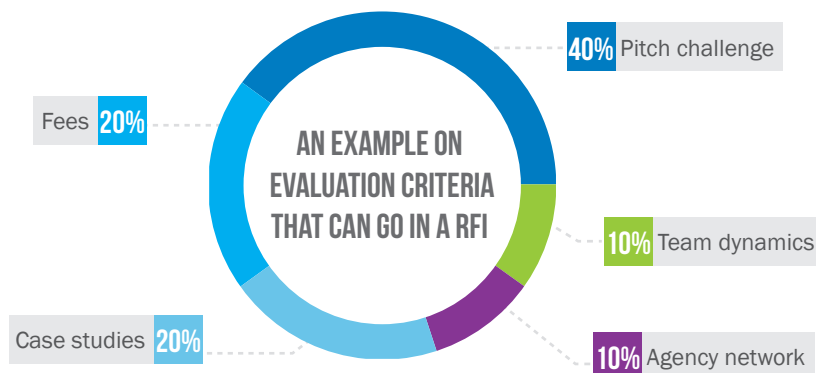 40% Pitch challenge
Fees 20%
AN EXAMPLE ON
EVALUATION CRITERIA
THAT CAN GO IN A RFI
10% Team dynamics
Case studies 20%
10% Agency network